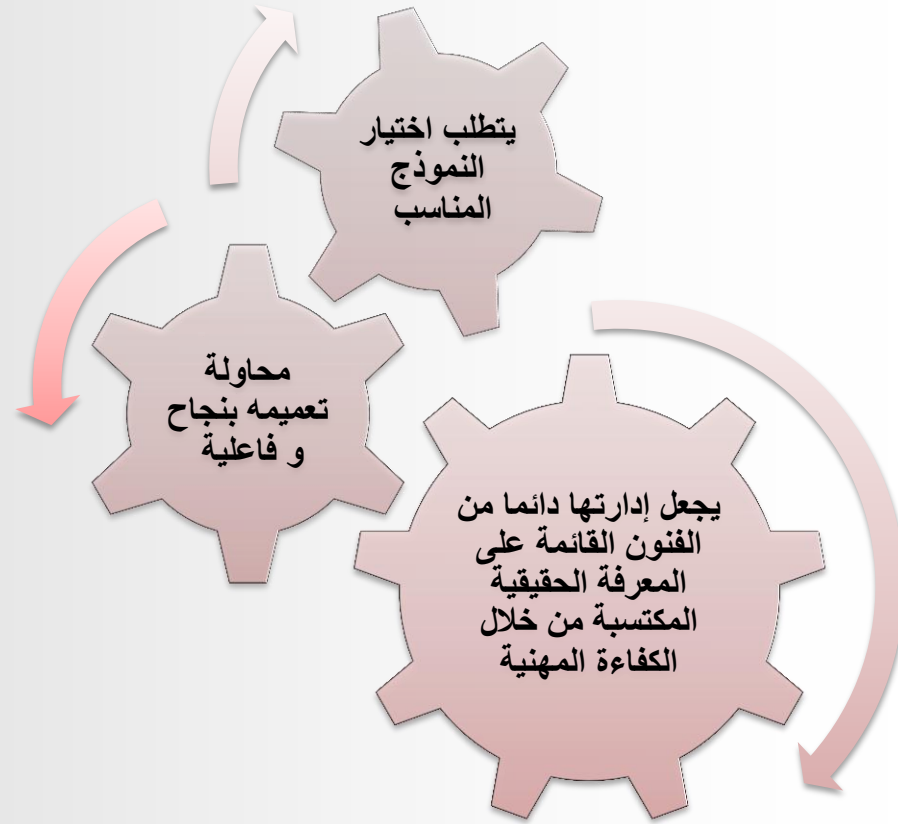 يتطلب اختيار
النموذج
المناسب
محاولة
تعميمه بنجاح
و فاعلية
يجعل إدارتها دائما من
الفنون القائمة على
المعرفة الحقيقية
المكتسبة من خلال
الكفاءة المهنية